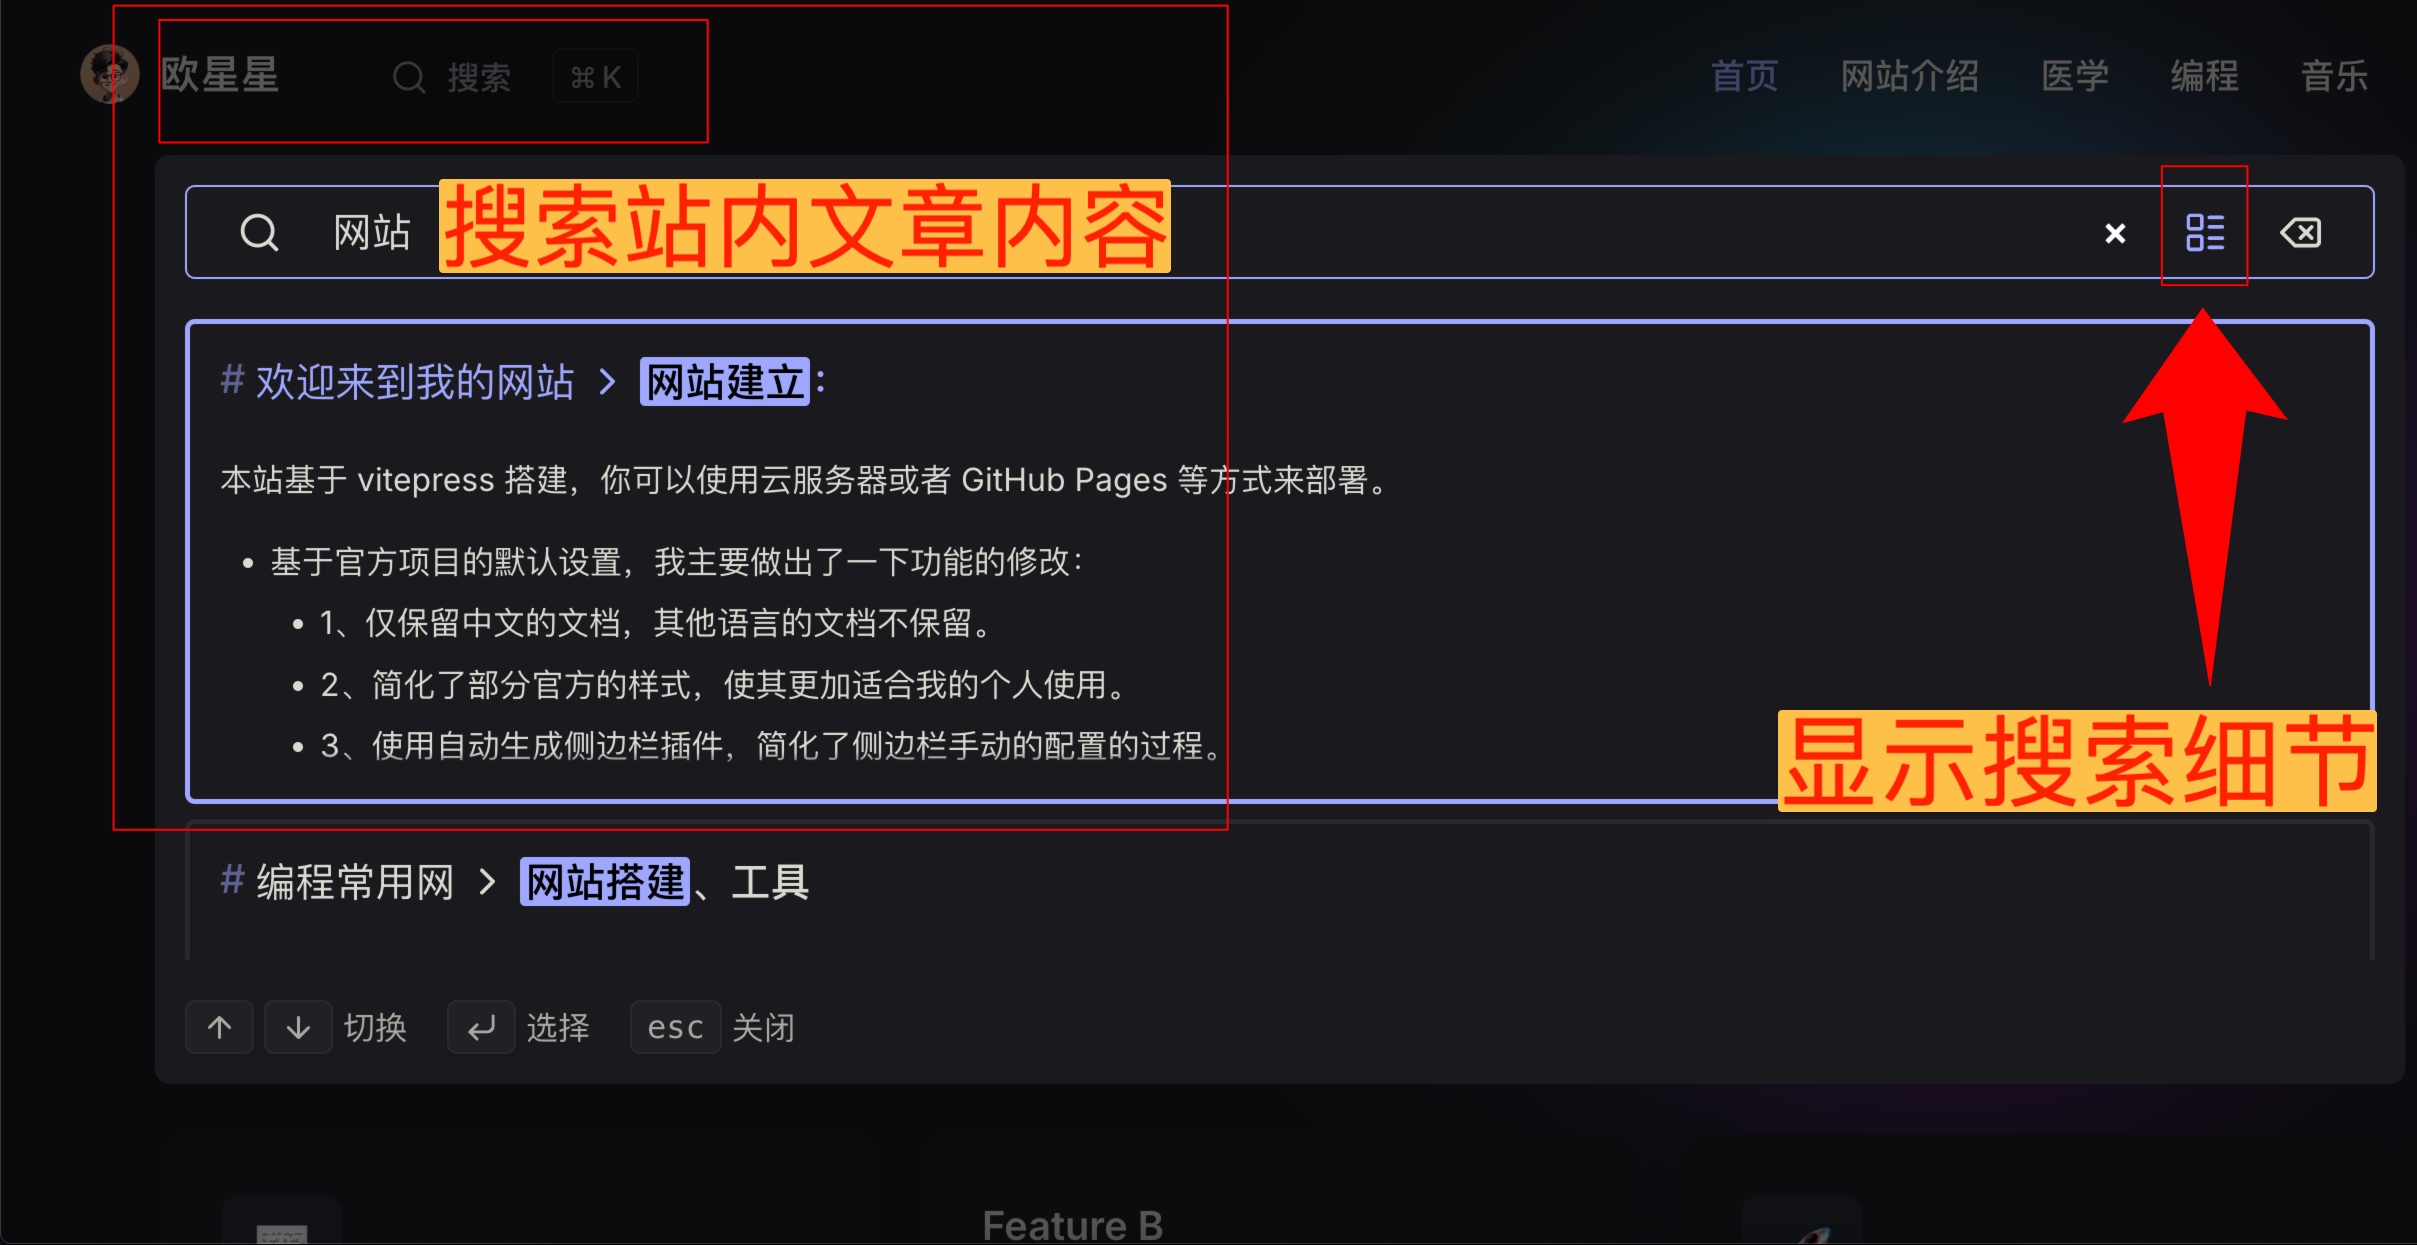 欧星星 搜索 ⌘ K 首页 网站介绍 医学 编程 音乐
网站 搜索站内文章内容
# 欢迎来到我的网站 > 网站建立：
本站基于 vitepress 搭建，你可以使用云服务器或者 GitHub Pages 等方式来部署。
• 基于官方项目的默认设置，我主要做出了一下功能的修改：
• 1、仅保留中文的文档，其他语言的文档不保留。
• 2、简化了部分官方的样式，使其更加适合我的个人使用。
• 3、使用自动生成侧边栏插件，简化了侧边栏手动的配置的过程。
显示搜索细节
# 编程常用网 > 网站搭建、工具
切换 选择 esc 关闭
Feature B